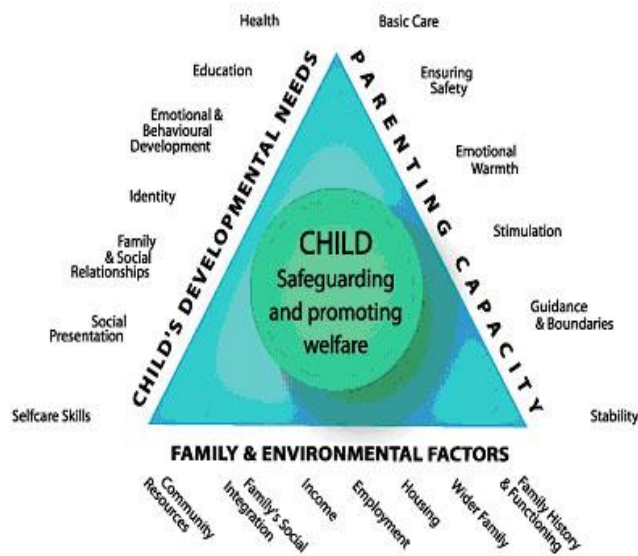 Health
Education
Emotional &
Behavioural
Development
Identity
Family
& Social
Relationships
Social
Presentation
Selfcare Skills
CHILD'S DEVELOPMENTAL NEEDS
PARENTING CAPACITY
Basic Care
Ensuring
Safety
Emotional
Warmth
Stimulation
Guidance
& Boundaries
Stability
CHILD
Safeguarding
and promoting
welfare
FAMILY & ENVIRONMENTAL FACTORS
Community
Resources
Family's Social
Integration
Income
Employment
Housing
Wider Family
Family History
& Functioning